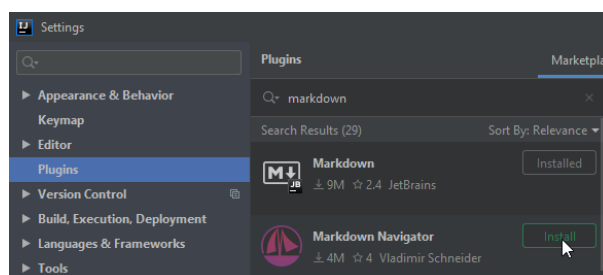 IJ Settings
Plugins Marketpla
Appearance & Behavior
markdown
Keymap
Search Results (29) Sort By: Relevance
Editor
Plugins
Markdown Installed
M JB
9M 2.4 JetBrains
Version Control
Build, Execution, Deployment
Languages & Frameworks
Markdown Navigator Install
4M 4 Vladimir Schneider
Tools